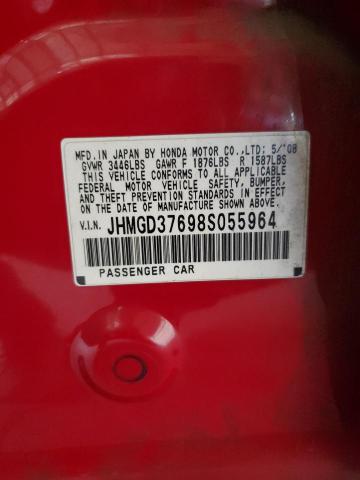 MFD.IN JAPAN BY HONDA MOTOR CO.,LTD: 5/'08
GVWR 3446LBS GAWR F 1876LBS R 1587LBS
THIS VEHICLE CONFORMS TO ALL APPLICABLE
FEDERAL MOTOR VEHICLE SAFETY, BUMPER,
AND THEFT PREVENTION STANDARDS IN EFFECT
ON THE DATE OF MANUFACTURE SHOWN ABOVE.
V.I.N. JHMGD37698S055964
PASSENGER CAR